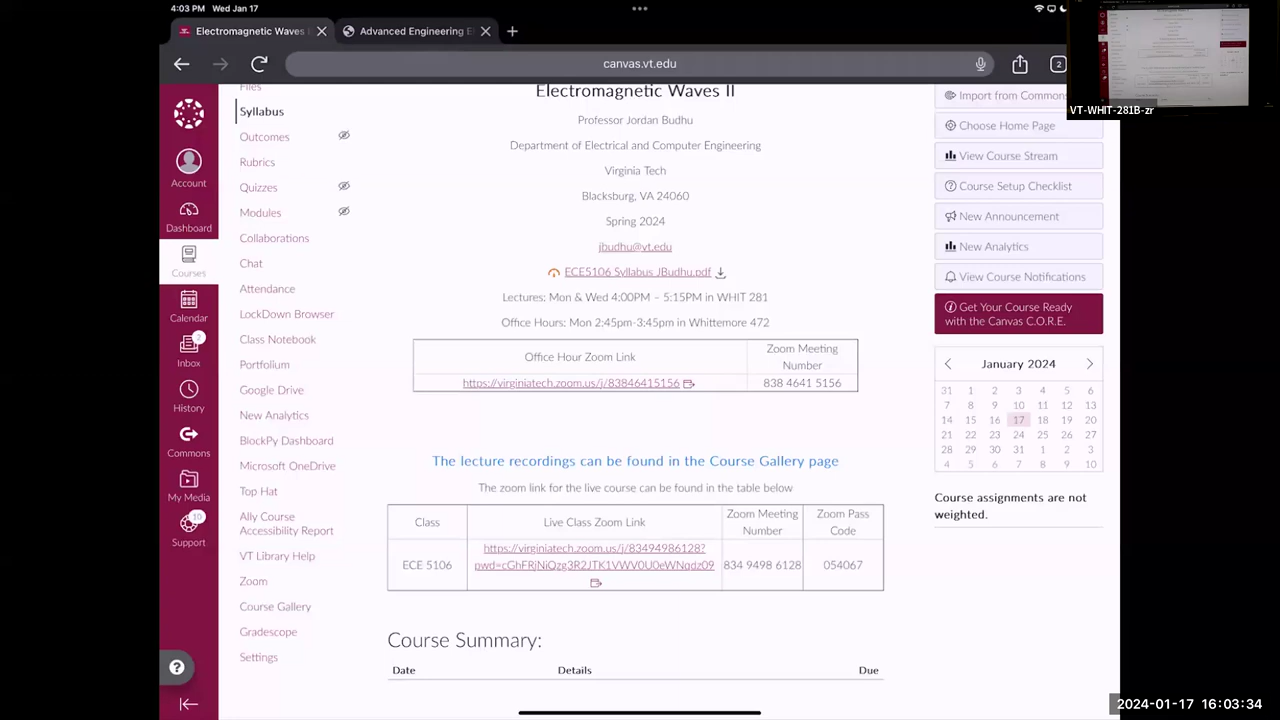 4:03 PM Wed Jan 17
Electromagnetic Waves II
Advanced
canvas.vt.edu
2
VT-WHIT-281B-zr
Account
Dashboard
Courses
Calendar
2
Inbox
History
Commons
My Media
10
Support
?
Files
Syllabus
Outcomes
Rubrics
Quizzes
Modules
Collaborations
Chat
Attendance
LockDown Browser
Class Notebook
Portfolium
Google Drive
New Analytics
BlockPy Dashboard
Microsoft OneDrive
Top Hat
Ally Course
Accessibility Report
VT Library Help
Zoom
Course Gallery
Gradescope
Settings
Electromagnetic Waves II
Professor Jordan Budhu
Department of Electrical and Computer Engineering
Virginia Tech
Blacksburg, VA 24060
Spring 2024
jbudhu@vt.edu
Lectures: Mon & Wed 4:00PM – 5:15PM in WHIT 281
Office Hours: Mon 2:45pm-3:45pm in Whittemore 472
Office Hour Zoom Link
Zoom Meeting
Number
https://virginiatech.zoom.us/j/83846415156
838 4641 5156
The lecture recordings can be found in the Course Gallery page
The zoom link for the live course can be found in the table below
Class
Live Class Zoom Link
Zoom Meeting
Number
Zoom Pass
Code
ECE 5106
https://virginiatech.zoom.us/j/83494986128?
834 9498 6128
054067
Course Summary:
Date
Details
Due
View Course Stream
Course Setup Checklist
New Announcement
New Analytics
View Course Notifications
Get Your Course Ready
with the Canvas C.O.R.E.
January 2024
31 1 2 3 4 5 6
7 8 9 10 11 12 13
14 15 16 17 18 19 20
21 22 23 24 25 26 27
28 29 30 31 1 2 3
4 5 6 7 8 9 10
Course assignments are not
weighted.
2024-01-17 16:03:34